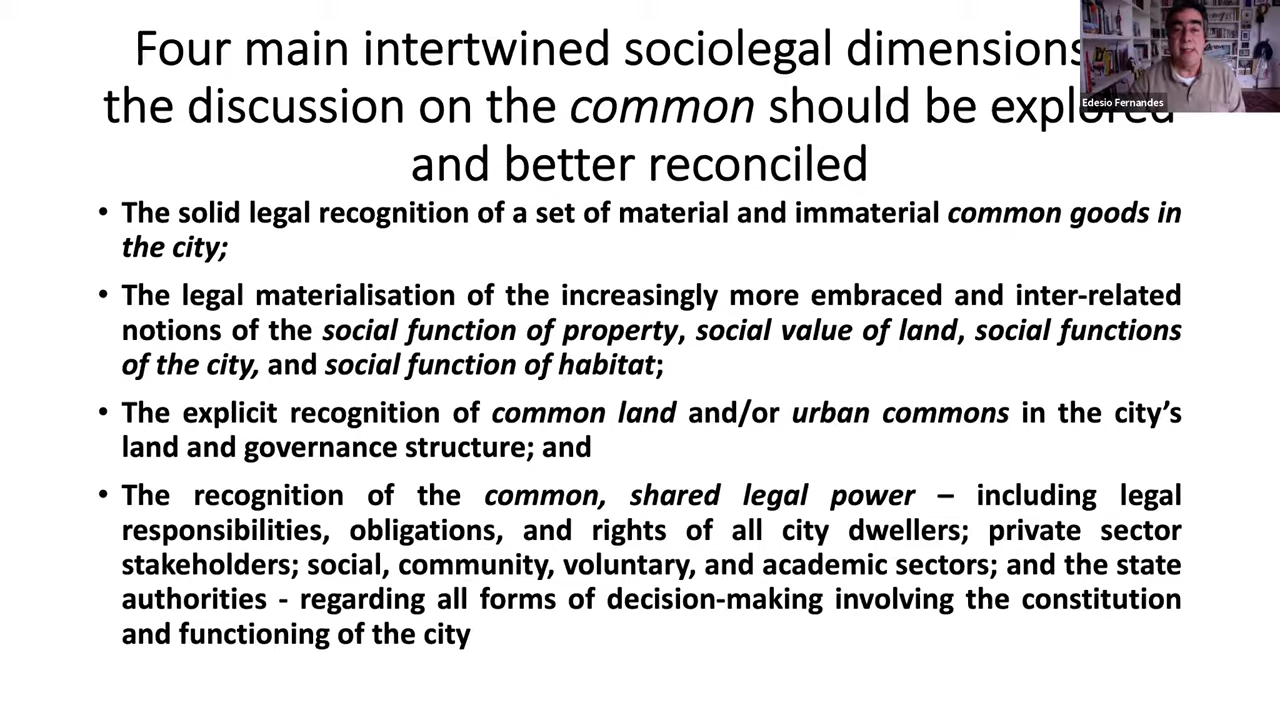 Four main intertwined sociolegal dimensions
the discussion on the common should be explored
and better reconciled
Edesio Fernandes
• The solid legal recognition of a set of material and immaterial common goods in
the city;
• The legal materialisation of the increasingly more embraced and inter-related
notions of the social function of property, social value of land, social functions
of the city, and social function of habitat;
• The explicit recognition of common land and/or urban commons in the city’s
land and governance structure; and
• The recognition of the common, shared legal power – including legal
responsibilities, obligations, and rights of all city dwellers; private sector
stakeholders; social, community, voluntary, and academic sectors; and the state
authorities - regarding all forms of decision-making involving the constitution
and functioning of the city